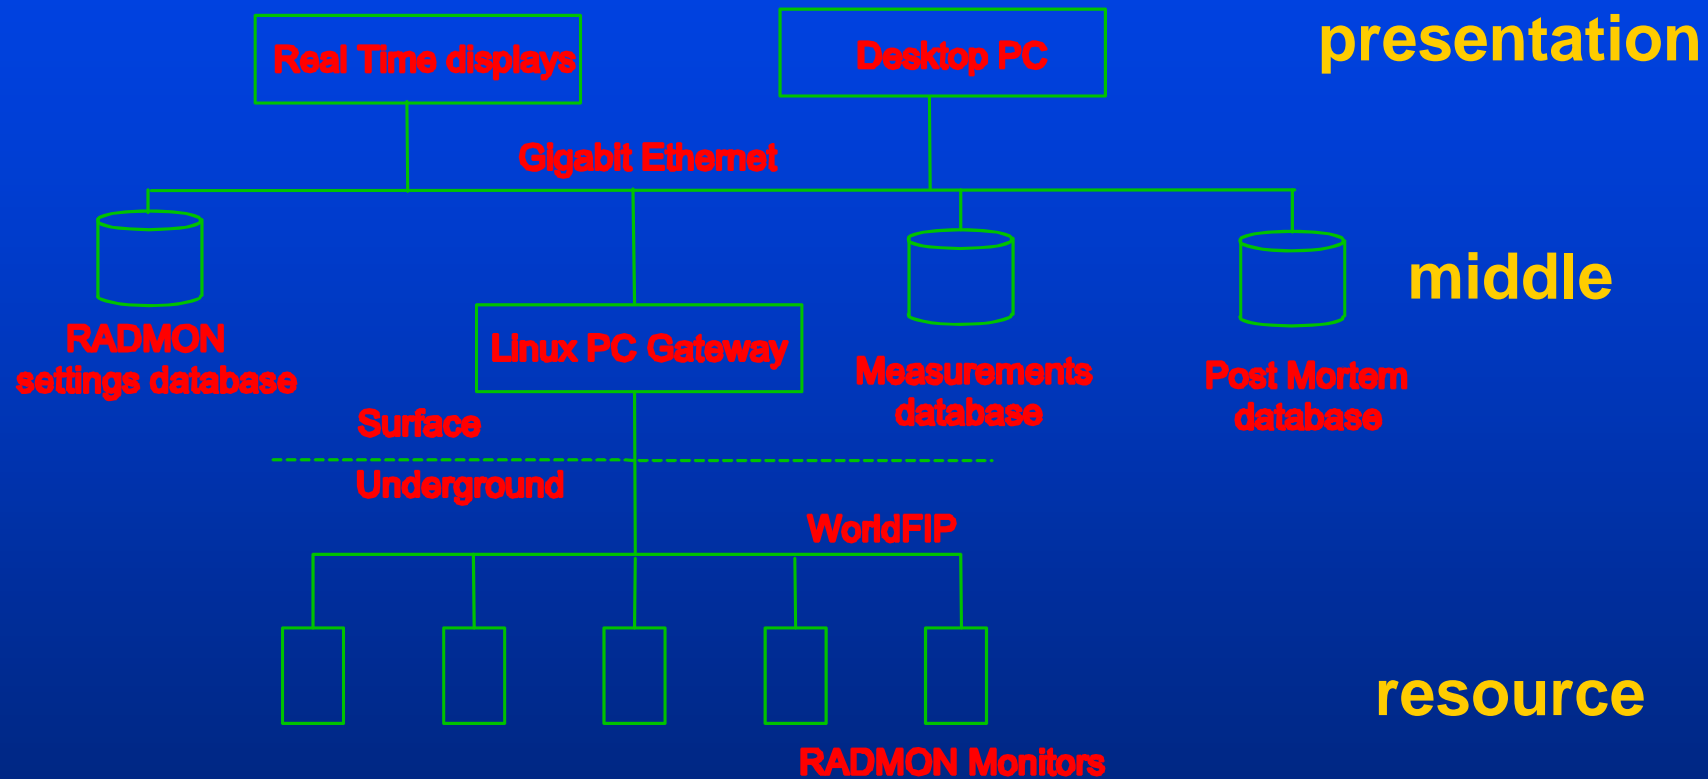 presentation
Real Time displays
Desktop PC
Gigabit Ethernet
middle
RADMON
settings database
Linux PC Gateway
Measurements
database
Post Mortem
database
Surface
Underground
WorldFIP
resource
RADMON Monitors